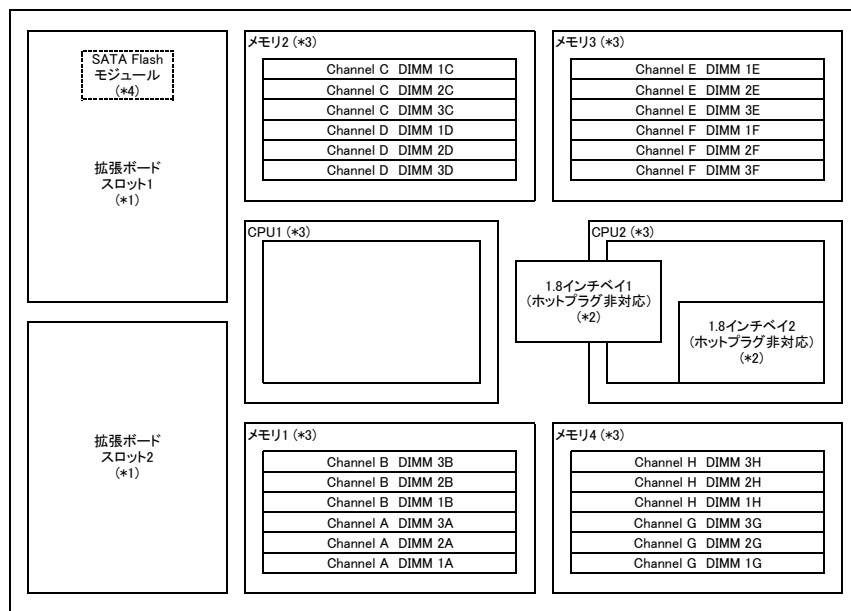 SATA Flash
モジュール
(*4)
拡張ボード
スロット1
(*1)
拡張ボード
スロット2
(*1)
メモリ2 (*3)
Channel C DIMM 1C
Channel C DIMM 2C
Channel C DIMM 3C
Channel D DIMM 1D
Channel D DIMM 2D
Channel D DIMM 3D
メモリ3 (*3)
Channel E DIMM 1E
Channel E DIMM 2E
Channel E DIMM 3E
Channel F DIMM 1F
Channel F DIMM 2F
Channel F DIMM 3F
CPU1 (*3)
CPU2 (*3)
1.8インチベイ1
(ホットプラグ非対応)
(*2)
1.8インチベイ2
(ホットプラグ非対応)
(*2)
メモリ1 (*3)
Channel B DIMM 3B
Channel B DIMM 2B
Channel B DIMM 1B
Channel A DIMM 3A
Channel A DIMM 2A
Channel A DIMM 1A
メモリ4 (*3)
Channel H DIMM 3H
Channel H DIMM 2H
Channel H DIMM 1H
Channel G DIMM 3G
Channel G DIMM 2G
Channel G DIMM 1G